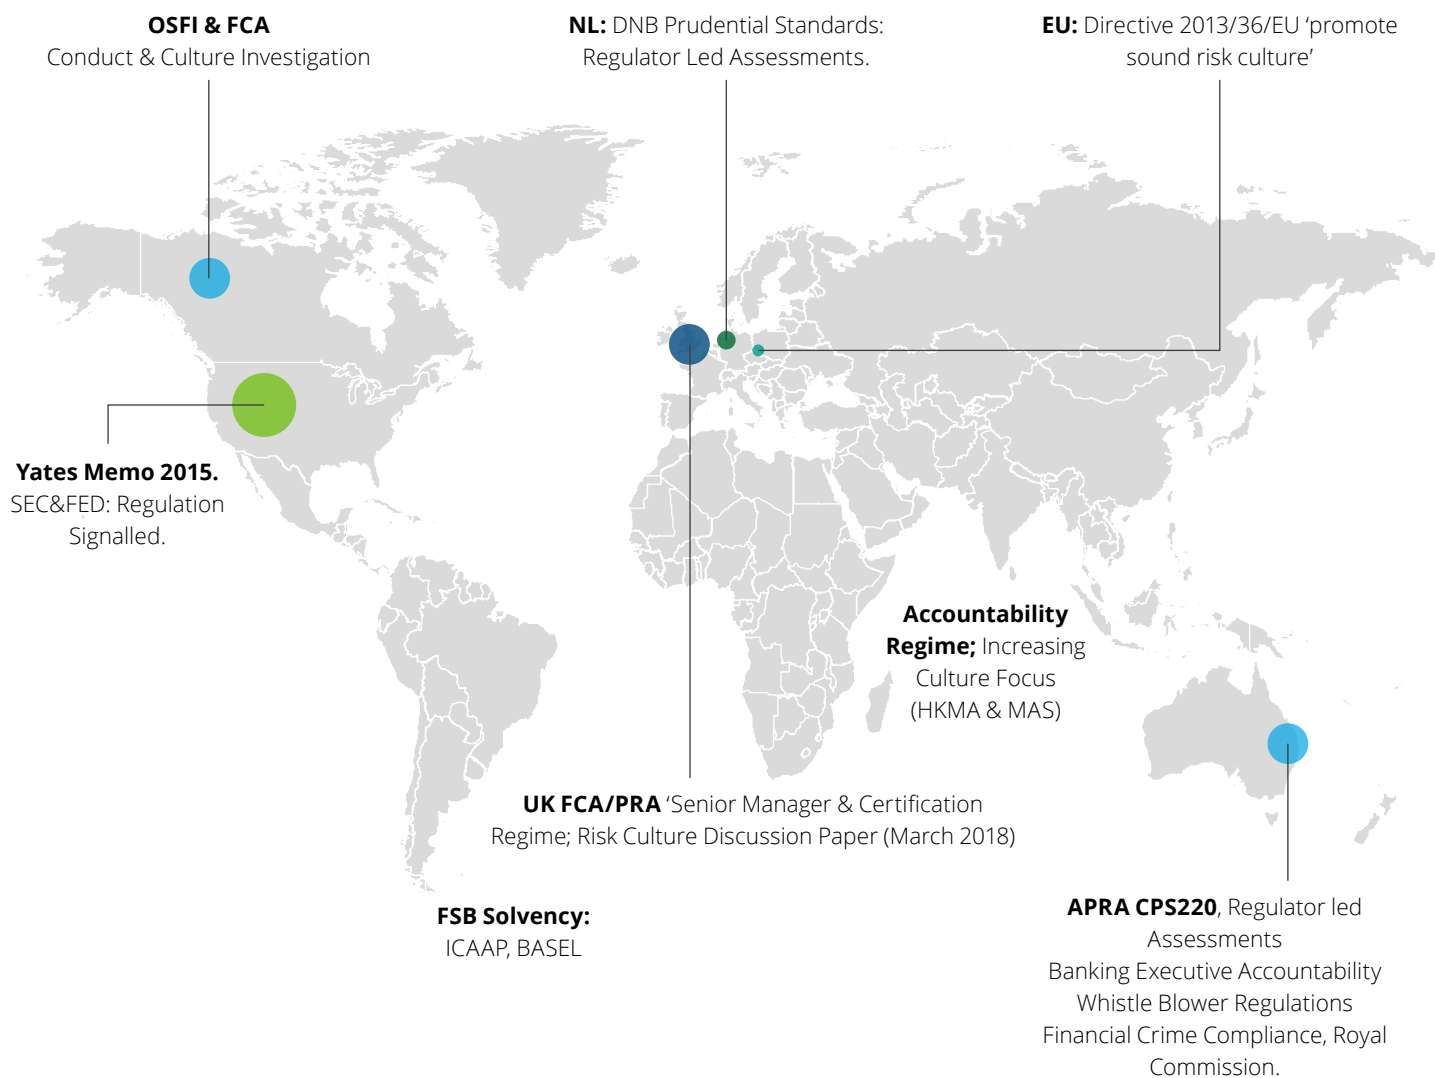 OSFI & FCA
Conduct & Culture Investigation
NL: DNB Prudential Standards:
Regulator Led Assessments.
EU: Directive 2013/36/EU ‘promote
sound risk culture’
Yates Memo 2015.
SEC&FED: Regulation
Signalled.
Accountability
Regime; Increasing
Culture Focus
(HKMA & MAS)
UK FCA/PRA ‘Senior Manager & Certification
Regime; Risk Culture Discussion Paper (March 2018)
FSB Solvency:
ICAAP, BASEL
APRA CPS220, Regulator led
Assessments
Banking Executive Accountability
Whistle Blower Regulations
Financial Crime Compliance, Royal
Commission.